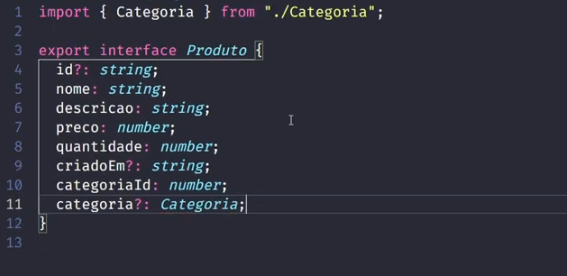 1 import { Categoria } from "./Categoria";
2
3 export interface Produto {
4 id?: string;
5 nome: string;
6 descricao: string;
7 preco: number;
8 quantidade: number;
9 criadoEm?: string;
10 categoriaId: number;
11 categoria?: Categoria;
12 }
13